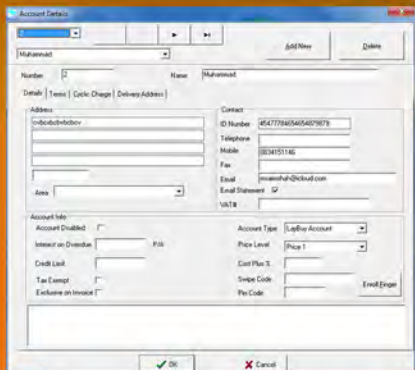 Account Details
2
Muhammad
Add New
Delete
Number 2 Name Muhammad
Details Terms Cyclic Charge Delivery Address
Address
Contact
ID Number
Telephone
Mobile 0834151146
Fax
Email
Email Statement
VAT#
Area
Account Info
Account Disabled
Account Type LayBuy Account
Interest on Overdue P/A
Price Level Price 1
Credit Limit
Cost Plus %
Tax Exempt
Swipe Code
Exclusive on Invoice
Pin Code
Enroll Finger
OK Cancel